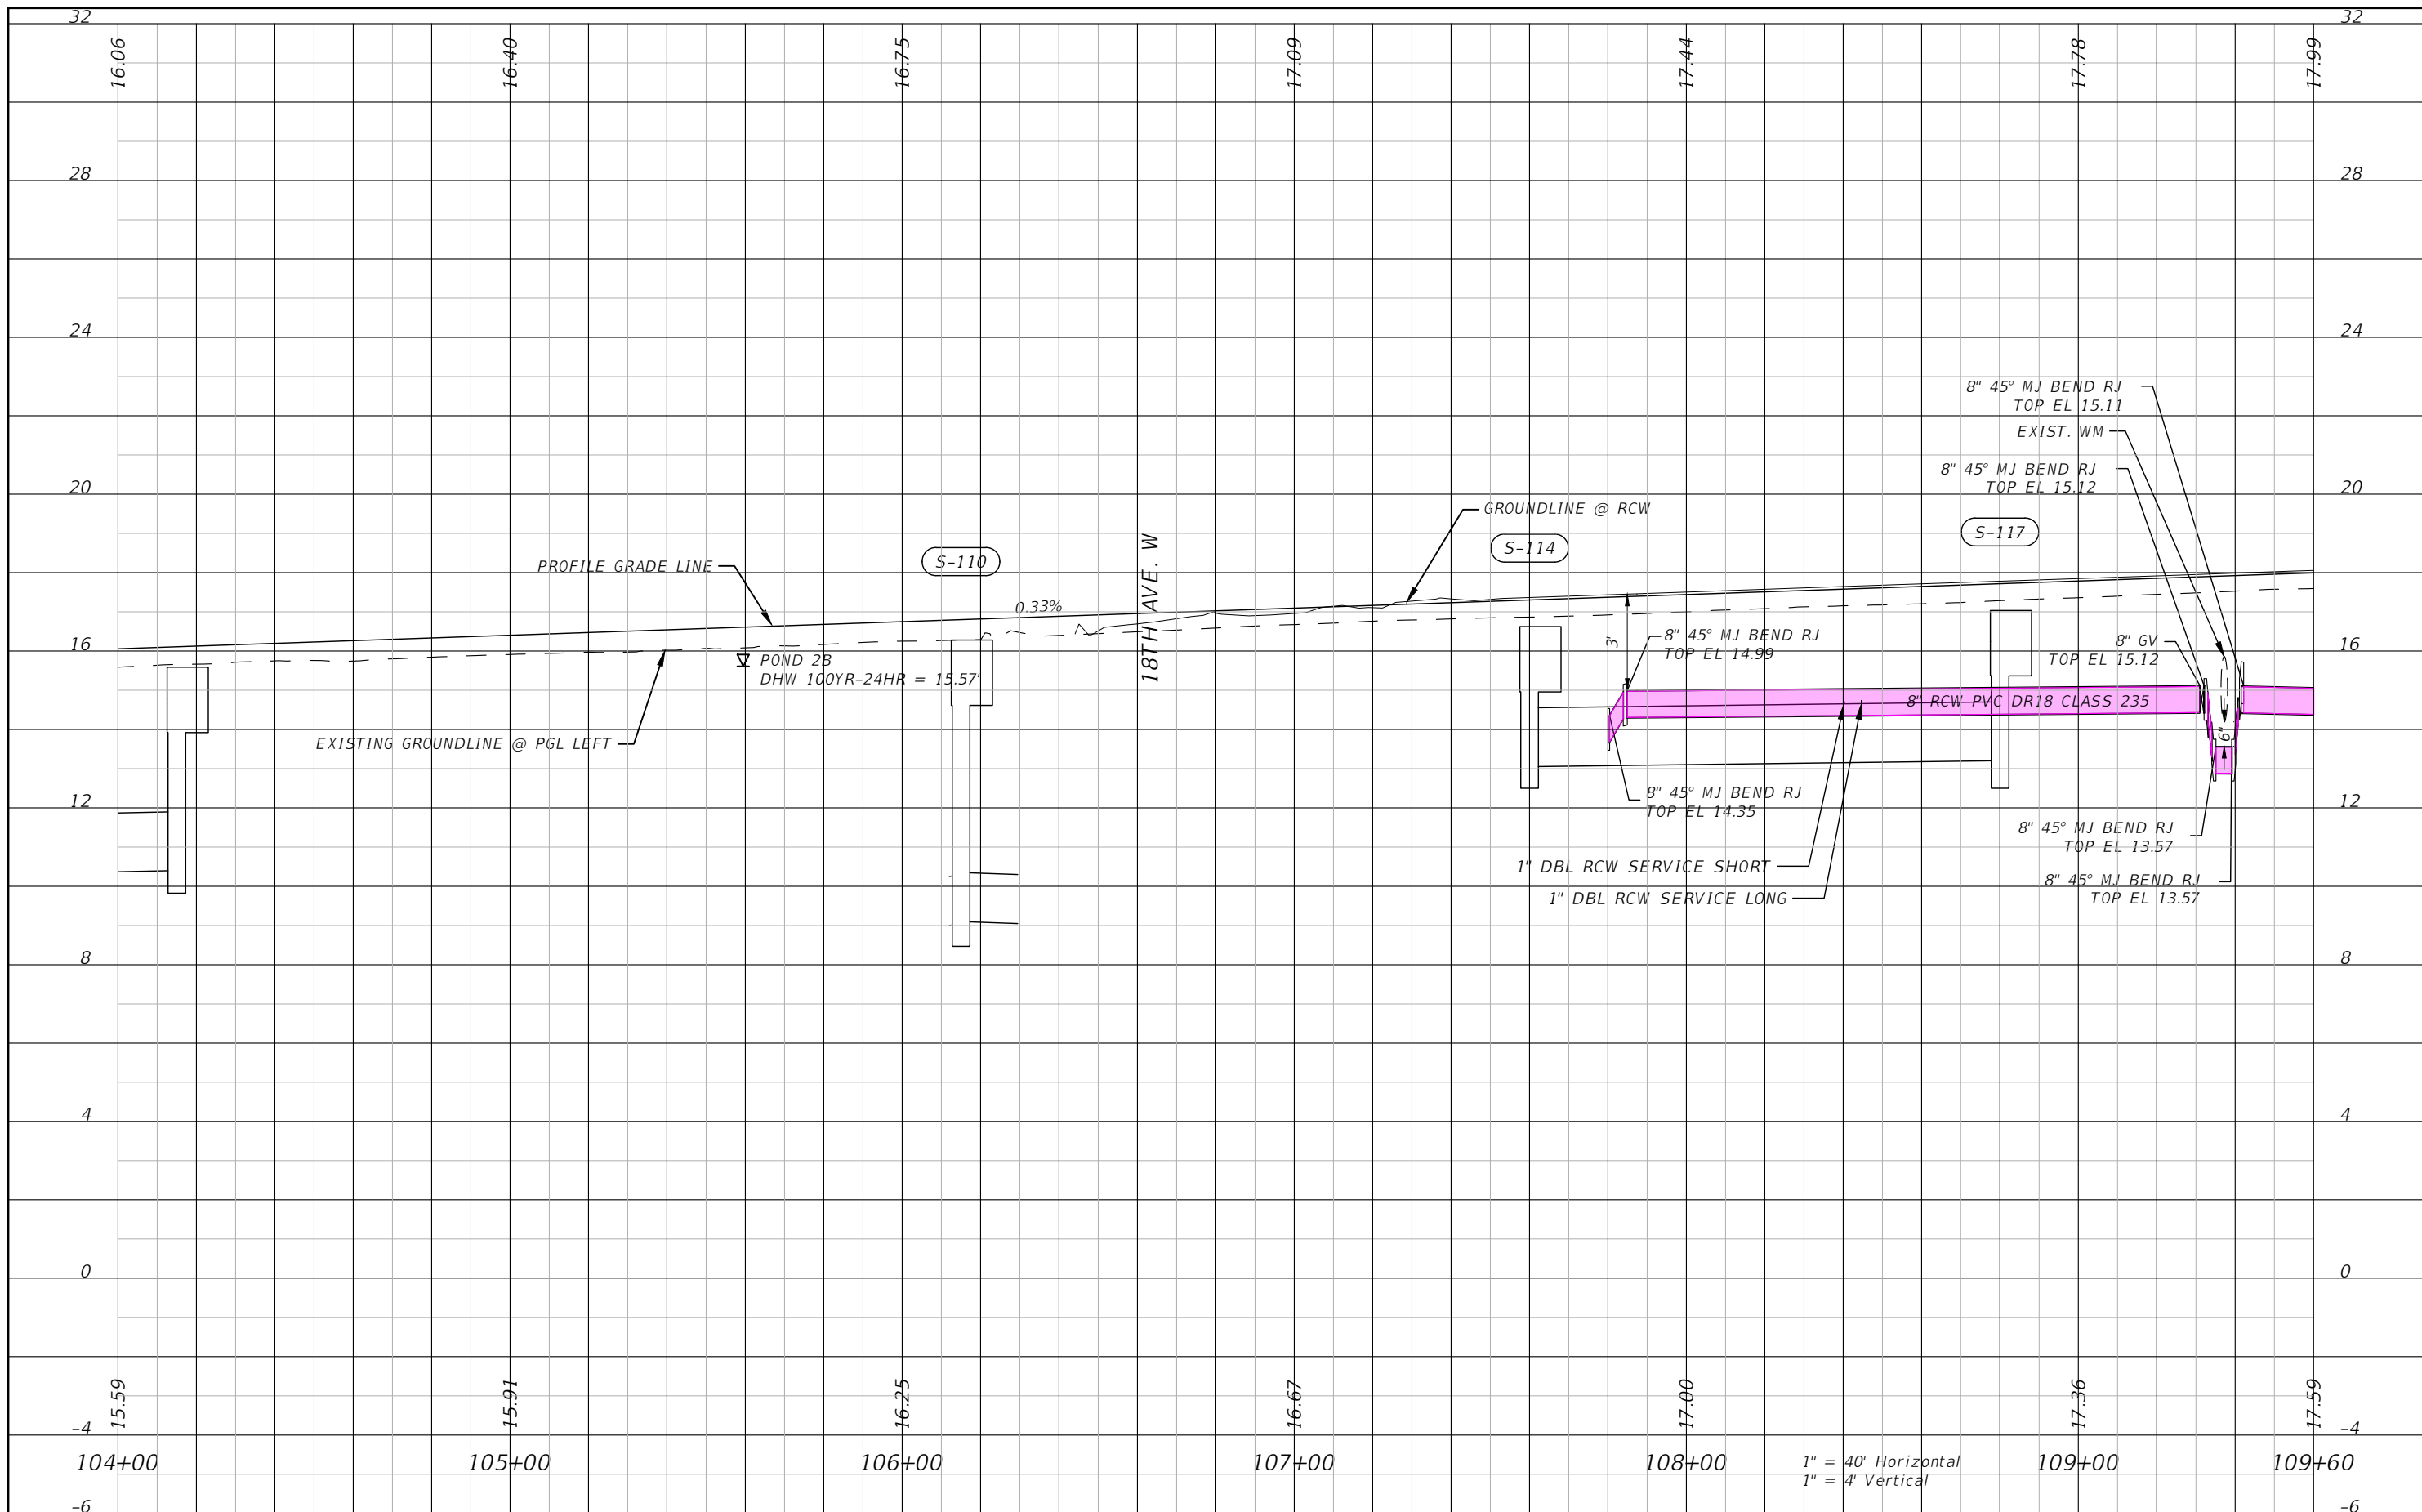 32
32
16.06
16.40
16.75
17.09
17.44
17.78
17.99
28
28
24
24
8" 45° MJ BEND RJ
TOP EL 15.11
EXIST. WM
8" 45° MJ BEND RJ
TOP EL 15.12
20
20
GROUNDLINE @ RCW
S-117
S-114
S-110
PROFILE GRADE LINE
18TH AVE. W
0.33%
16
16
3'
8" 45° MJ BEND RJ
TOP EL 14.99
8" GV
TOP EL 15.12
POND 2B
DHW 100YR-24HR = 15.57'
8" RCW PVC DR18 CLASS 235
EXISTING GROUNDLINE @ PGL LEFT
6"
12
12
8" 45° MJ BEND RJ
TOP EL 14.35
8" 45° MJ BEND RJ
TOP EL 13.57
1" DBL RCW SERVICE SHORT
8" 45° MJ BEND RJ
TOP EL 13.57
1" DBL RCW SERVICE LONG
8
8
4
4
0
0
15.59
15.91
16.25
16.67
17.00
17.36
17.59
-4
-4
104+00
105+00
106+00
107+00
108+00
1" = 40' Horizontal
1" = 4' Vertical
109+00
109+60
-6
-6